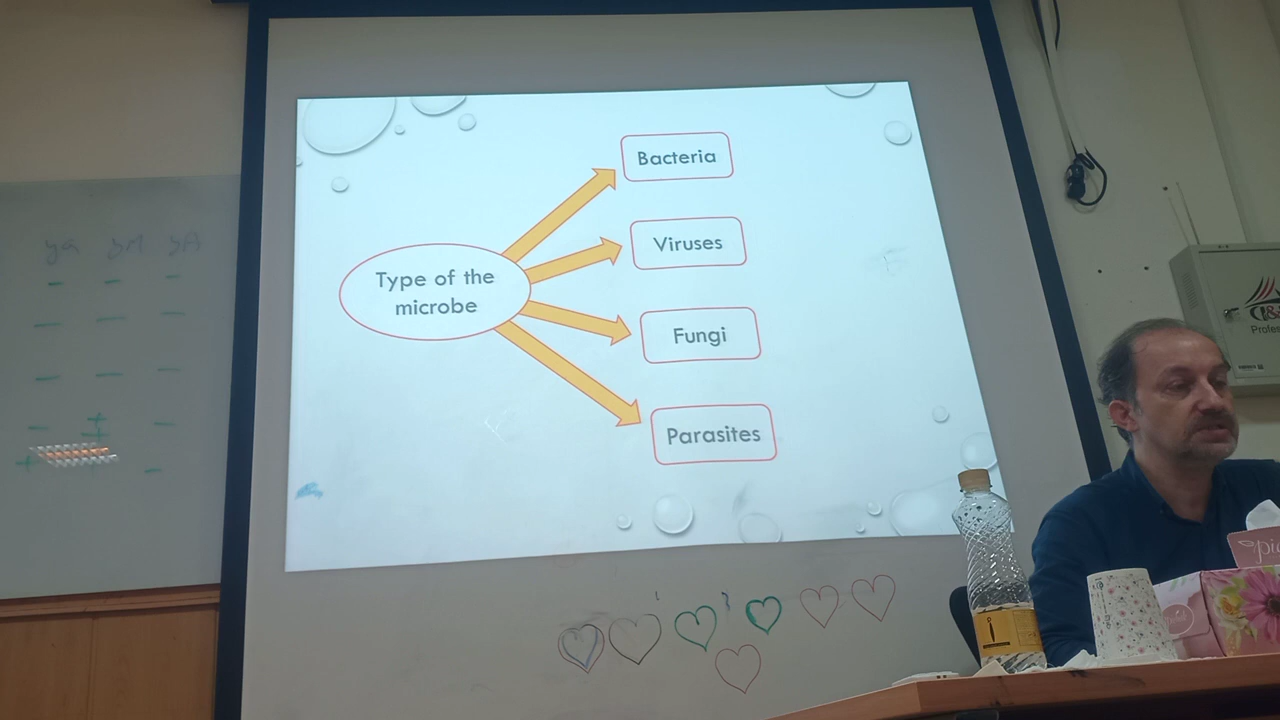 Type of the
microbe
Bacteria
Viruses
Fungi
Parasites